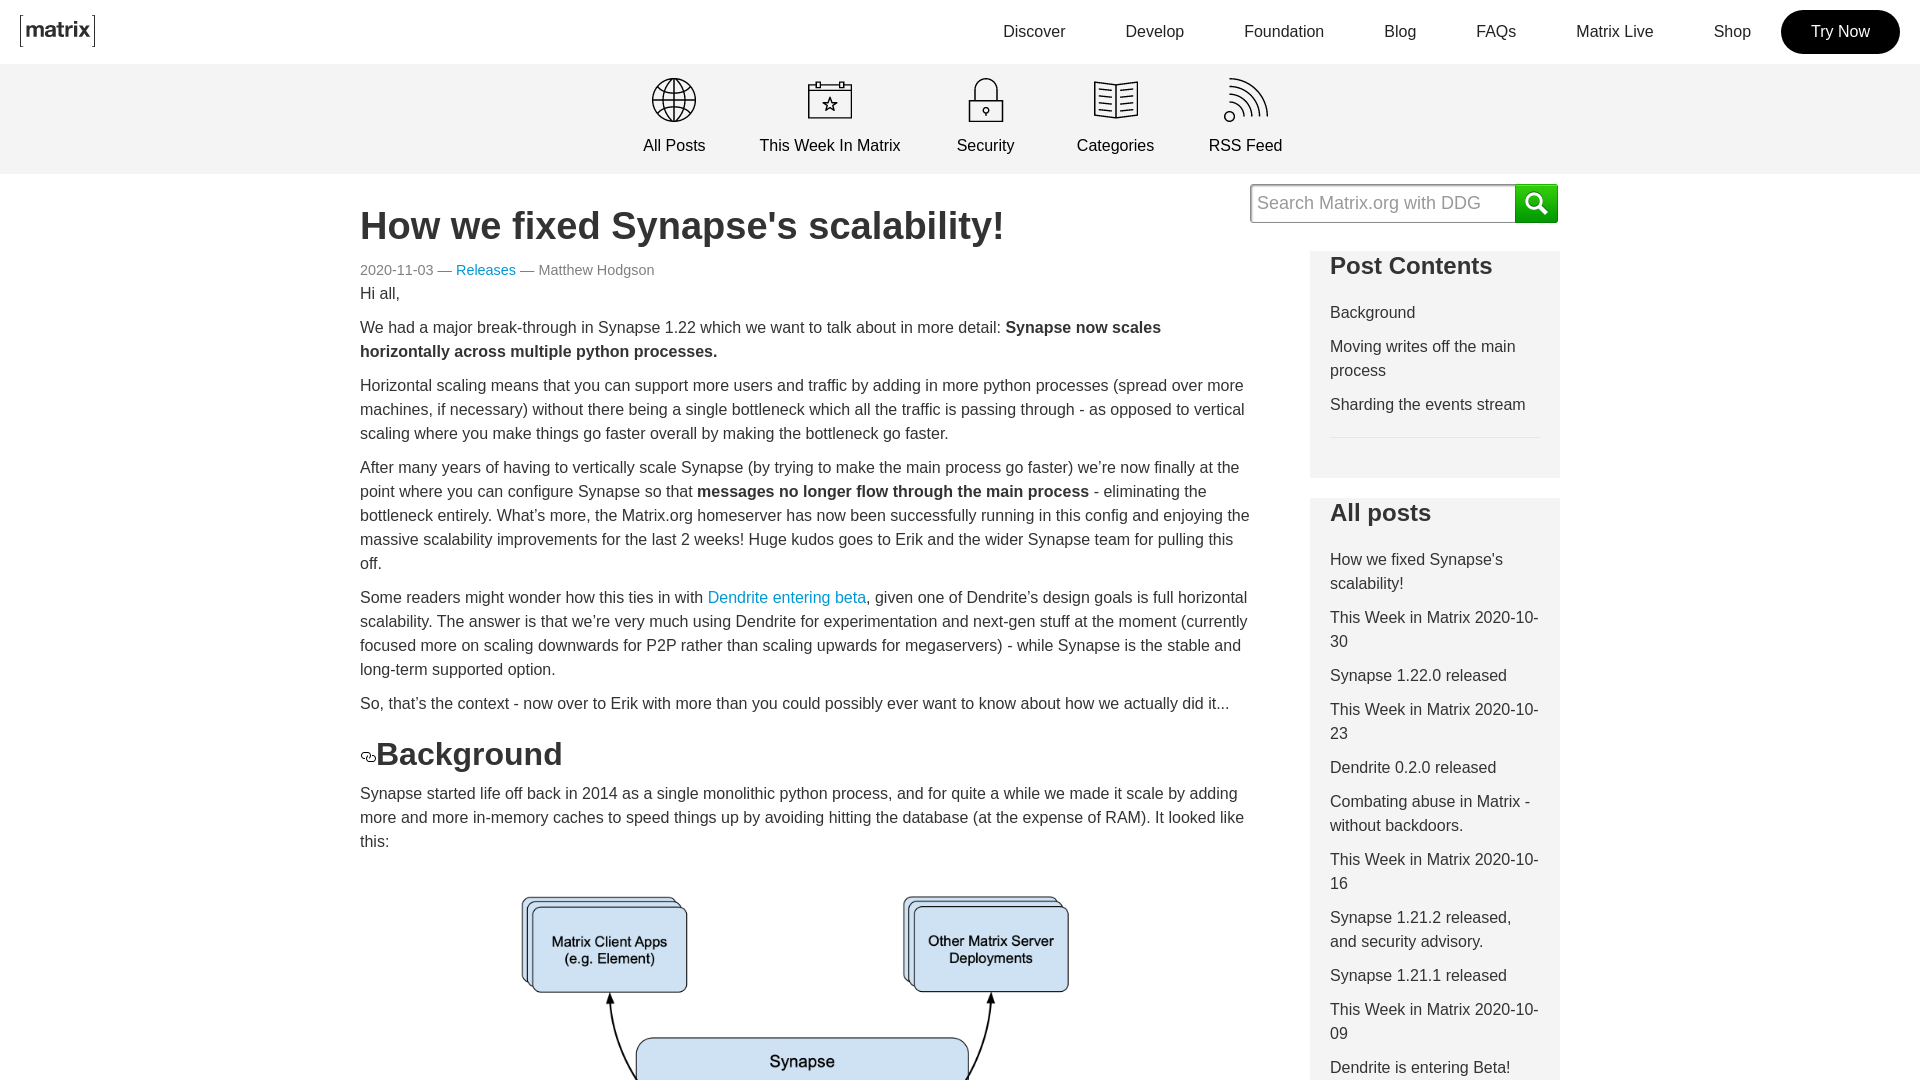 [matrix]
Discover
Develop
Foundation
Blog
FAQs
Matrix Live
Shop
Try Now
All Posts
This Week In Matrix
Security
Categories
RSS Feed
Search Matrix.org with DDG
How we fixed Synapse's scalability!
2020-11-03 — Releases — Matthew Hodgson
Hi all,
We had a major break-through in Synapse 1.22 which we want to talk about in more detail: Synapse now scales
horizontally across multiple python processes.
Horizontal scaling means that you can support more users and traffic by adding in more python processes (spread over more
machines, if necessary) without there being a single bottleneck which all the traffic is passing through - as opposed to vertical
scaling where you make things go faster overall by making the bottleneck go faster.
After many years of having to vertically scale Synapse (by trying to make the main process go faster) we’re now finally at the
point where you can configure Synapse so that messages no longer flow through the main process - eliminating the
bottleneck entirely. What’s more, the Matrix.org homeserver has now been successfully running in this config and enjoying the
massive scalability improvements for the last 2 weeks! Huge kudos goes to Erik and the wider Synapse team for pulling this
off.
Some readers might wonder how this ties in with Dendrite entering beta, given one of Dendrite’s design goals is full horizontal
scalability. The answer is that we’re very much using Dendrite for experimentation and next-gen stuff at the moment (currently
focused more on scaling downwards for P2P rather than scaling upwards for megaservers) - while Synapse is the stable and
long-term supported option.
So, that’s the context - now over to Erik with more than you could possibly ever want to know about how we actually did it...
Background
Synapse started life off back in 2014 as a single monolithic python process, and for quite a while we made it scale by adding
more and more in-memory caches to speed things up by avoiding hitting the database (at the expense of RAM). It looked like
this:
Matrix Client Apps
(e.g. Element)
Other Matrix Server
Deployments
Synapse
Post Contents
Background
Moving writes off the main
process
Sharding the events stream
All posts
How we fixed Synapse's
scalability!
This Week in Matrix 2020-10-
30
Synapse 1.22.0 released
This Week in Matrix 2020-10-
23
Dendrite 0.2.0 released
Combating abuse in Matrix -
without backdoors.
This Week in Matrix 2020-10-
16
Synapse 1.21.2 released,
and security advisory.
Synapse 1.21.1 released
This Week in Matrix 2020-10-
09
Dendrite is entering Beta!